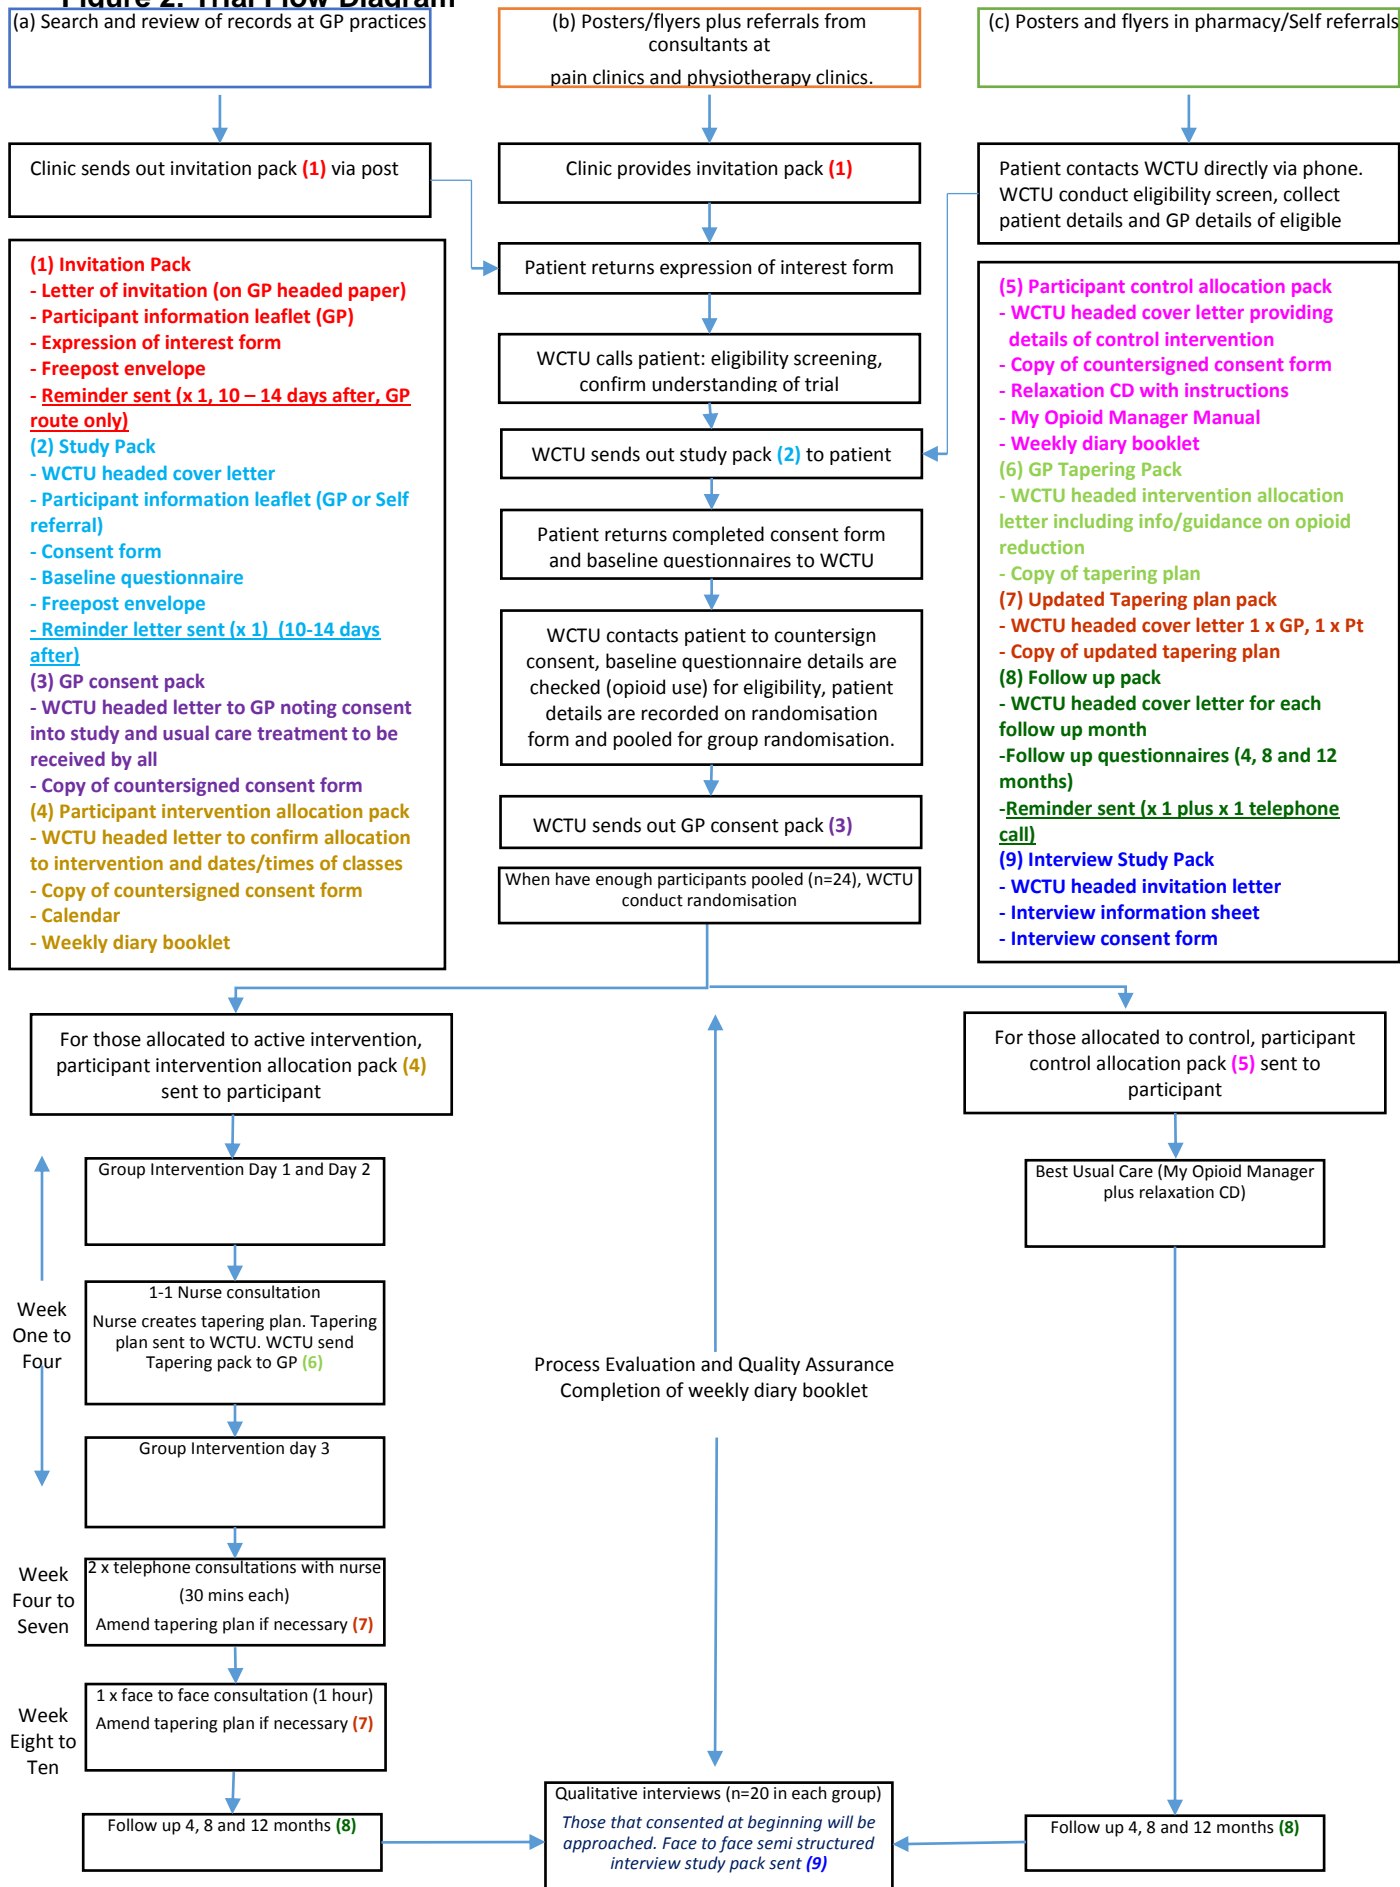 Figure 2. Trial Flow Diagram
(a) Search and review of records at GP practices
(b) Posters/flyers plus referrals from
consultants at
pain clinics and physiotherapy clinics.
(c) Posters and flyers in pharmacy/Self referrals
Clinic sends out invitation pack (1) via post
Clinic provides invitation pack (1)
Patient contacts WCTU directly via phone.
WCTU conduct eligibility screen, collect
patient details and GP details of eligible
Patient returns expression of interest form
WCTU calls patient: eligibility screening,
confirm understanding of trial
WCTU sends out study pack (2) to patient
Patient returns completed consent form
and baseline questionnaires to WCTU
WCTU contacts patient to countersign
consent, baseline questionnaire details are
checked (opioid use) for eligibility, patient
details are recorded on randomisation
form and pooled for group randomisation.
WCTU sends out GP consent pack (3)
When have enough participants pooled (n=24), WCTU
conduct randomisation
(1) Invitation Pack
- Letter of invitation (on GP headed paper)
- Participant information leaflet (GP)
- Expression of interest form
- Freepost envelope
- Reminder sent (x 1, 10 – 14 days after, GP
route only)
(2) Study Pack
- WCTU headed cover letter
- Participant information leaflet (GP or Self
referral)
- Consent form
- Baseline questionnaire
- Freepost envelope
- Reminder letter sent (x 1) (10-14 days
after)
(3) GP consent pack
- WCTU headed letter to GP noting consent
into study and usual care treatment to be
received by all
- Copy of countersigned consent form
(4) Participant intervention allocation pack
- WCTU headed letter to confirm allocation
to intervention and dates/times of classes
- Copy of countersigned consent form
- Calendar
- Weekly diary booklet
(5) Participant control allocation pack
- WCTU headed cover letter providing
details of control intervention
- Copy of countersigned consent form
- Relaxation CD with instructions
- My Opioid Manager Manual
- Weekly diary booklet
(6) GP Tapering Pack
- WCTU headed intervention allocation
letter including info/guidance on opioid
reduction
- Copy of tapering plan
(7) Updated Tapering plan pack
- WCTU headed cover letter 1 x GP, 1 x Pt
- Copy of updated tapering plan
(8) Follow up pack
- WCTU headed cover letter for each
follow up month
-Follow up questionnaires (4, 8 and 12
months)
-Reminder sent (x 1 plus x 1 telephone
call)
(9) Interview Study Pack
- WCTU headed invitation letter
- Interview information sheet
- Interview consent form
For those allocated to active intervention,
participant intervention allocation pack (4)
sent to participant
For those allocated to control, participant
control allocation pack (5) sent to
participant
Group Intervention Day 1 and Day 2
Best Usual Care (My Opioid Manager
plus relaxation CD)
Week
One to
Four
1-1 Nurse consultation
Nurse creates tapering plan. Tapering
plan sent to WCTU. WCTU send
Tapering pack to GP (6)
Process Evaluation and Quality Assurance
Completion of weekly diary booklet
Group Intervention day 3
Week
Four to
Seven
2 x telephone consultations with nurse
(30 mins each)
Amend tapering plan if necessary (7)
Week
Eight to
Ten
1 x face to face consultation (1 hour)
Amend tapering plan if necessary (7)
Follow up 4, 8 and 12 months (8)
Qualitative interviews (n=20 in each group)
Those that consented at beginning will be
approached. Face to face semi structured
interview study pack sent (9)
Follow up 4, 8 and 12 months (8)